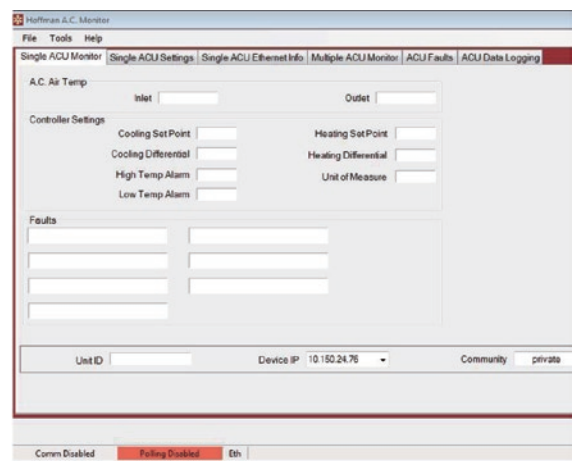 Hoffman A.C. Monitor
File Tools Help
Single ACU Monitor Single ACU Settings Single ACU Ethernet Info Multiple ACU Monitor ACU Faults ACU Data Logging
A.C. Air Temp
Inlet Outlet
Controller Settings
Cooling Set Point Heating Set Point
Cooling Differential Heating Differential
High Temp Alarm Unit of Measure
Low Temp Alarm
Faults
Unit ID Device IP 10.150.24.76 Community private
Comm Disabled Polling Disabled Eth